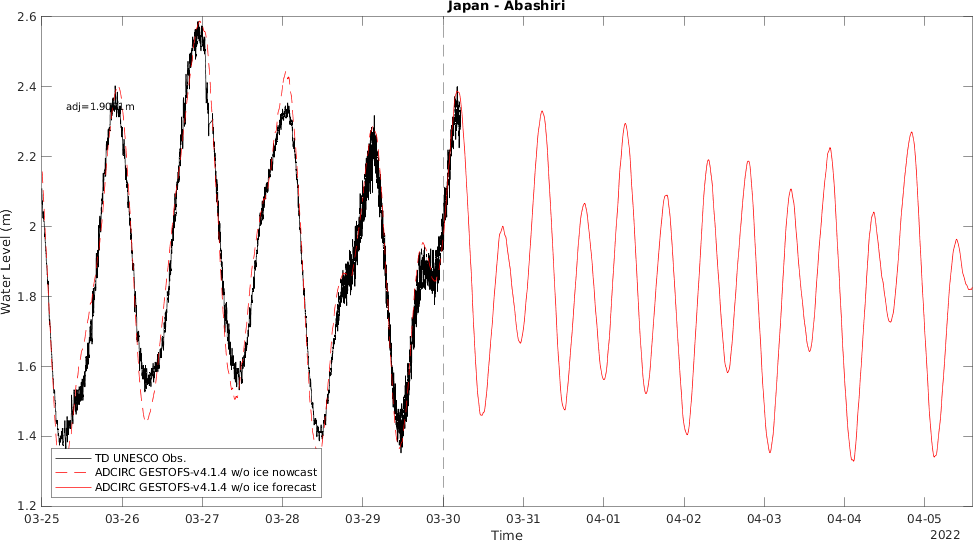 Japan - Abashiri
2.6
2.4
2.2
2
1.8
1.6
1.4
1.2
Water Level (m)
TD UNESCO Obs.
ADCIRC GESTOFS-v4.1.4 w/o ice nowcast
ADCIRC GESTOFS-v4.1.4 w/o ice forecast
03-25 03-26 03-27 03-28 03-29 03-30 03-31 04-01 04-02 04-03 04-04 04-05
Time
2022